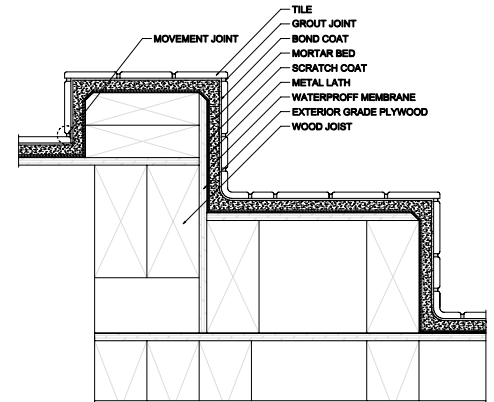 TILE
GROUT JOINT
MOVEMENT JOINT
BOND COAT
MORTAR BED
SCRATCH COAT
METAL LATH
WATERPROFF MEMBRANE
EXTERIOR GRADE PLYWOOD
WOOD JOIST